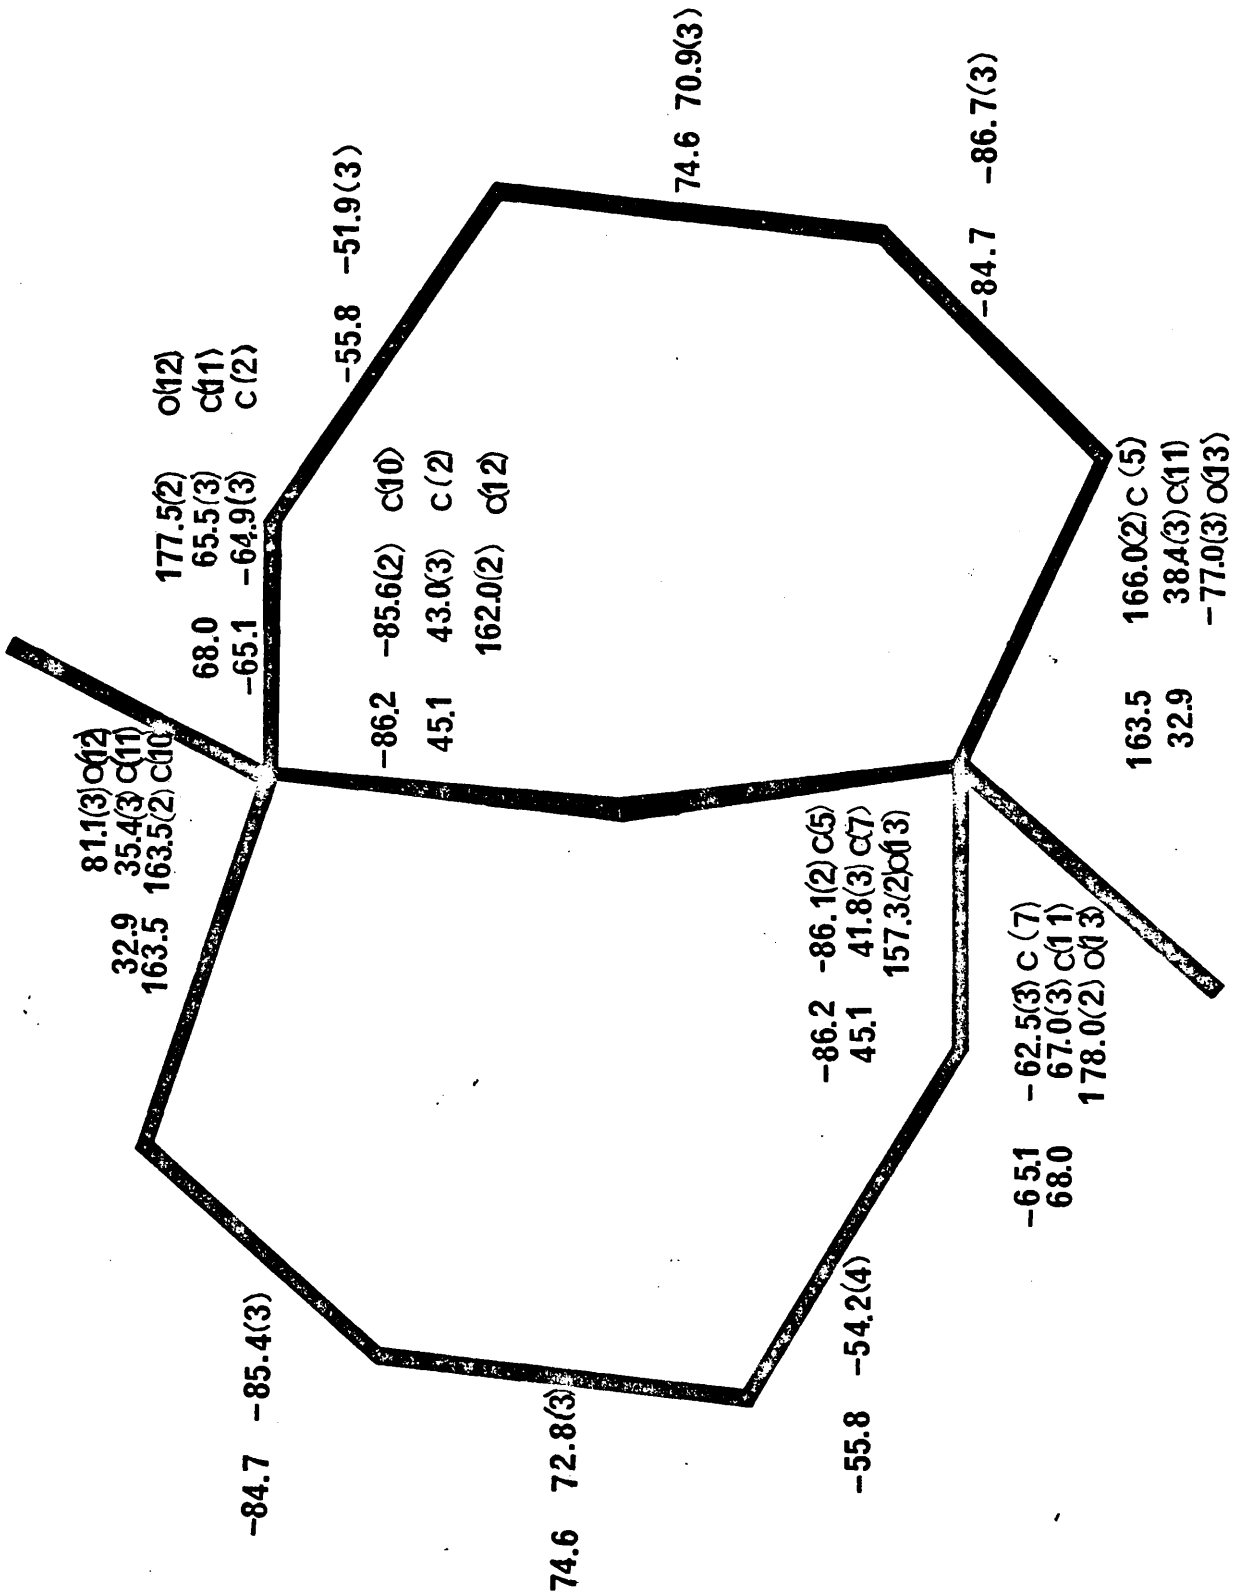 81.1(3) O(12)
32.9 35.4(3) C(11)
163.5 163.5(2) C(10)
177.5(2) O(12)
68.0 65.5(3) C(11)
-65.1 -64.9(3) C(2)
-84.7 -85.4(3)
-55.8 -51.9(3)
-86.2 -85.6(2) C(10)
45.1 43.0(3) C(2)
162.0(2) O(12)
74.6 72.8(3)
74.6 70.9(3)
-86.2 -86.1(2) C(5)
45.1 41.8(3) C(7)
157.3(2) O(13)
-55.8 -54.2(4)
-84.7 -86.7(3)
-65.1 -62.5(3) C(7)
68.0 67.0(3) C(11)
178.0(2) O(13)
163.5 166.0(2) C(5)
32.9 38.4(3) C(11)
-77.0(3) O(13)